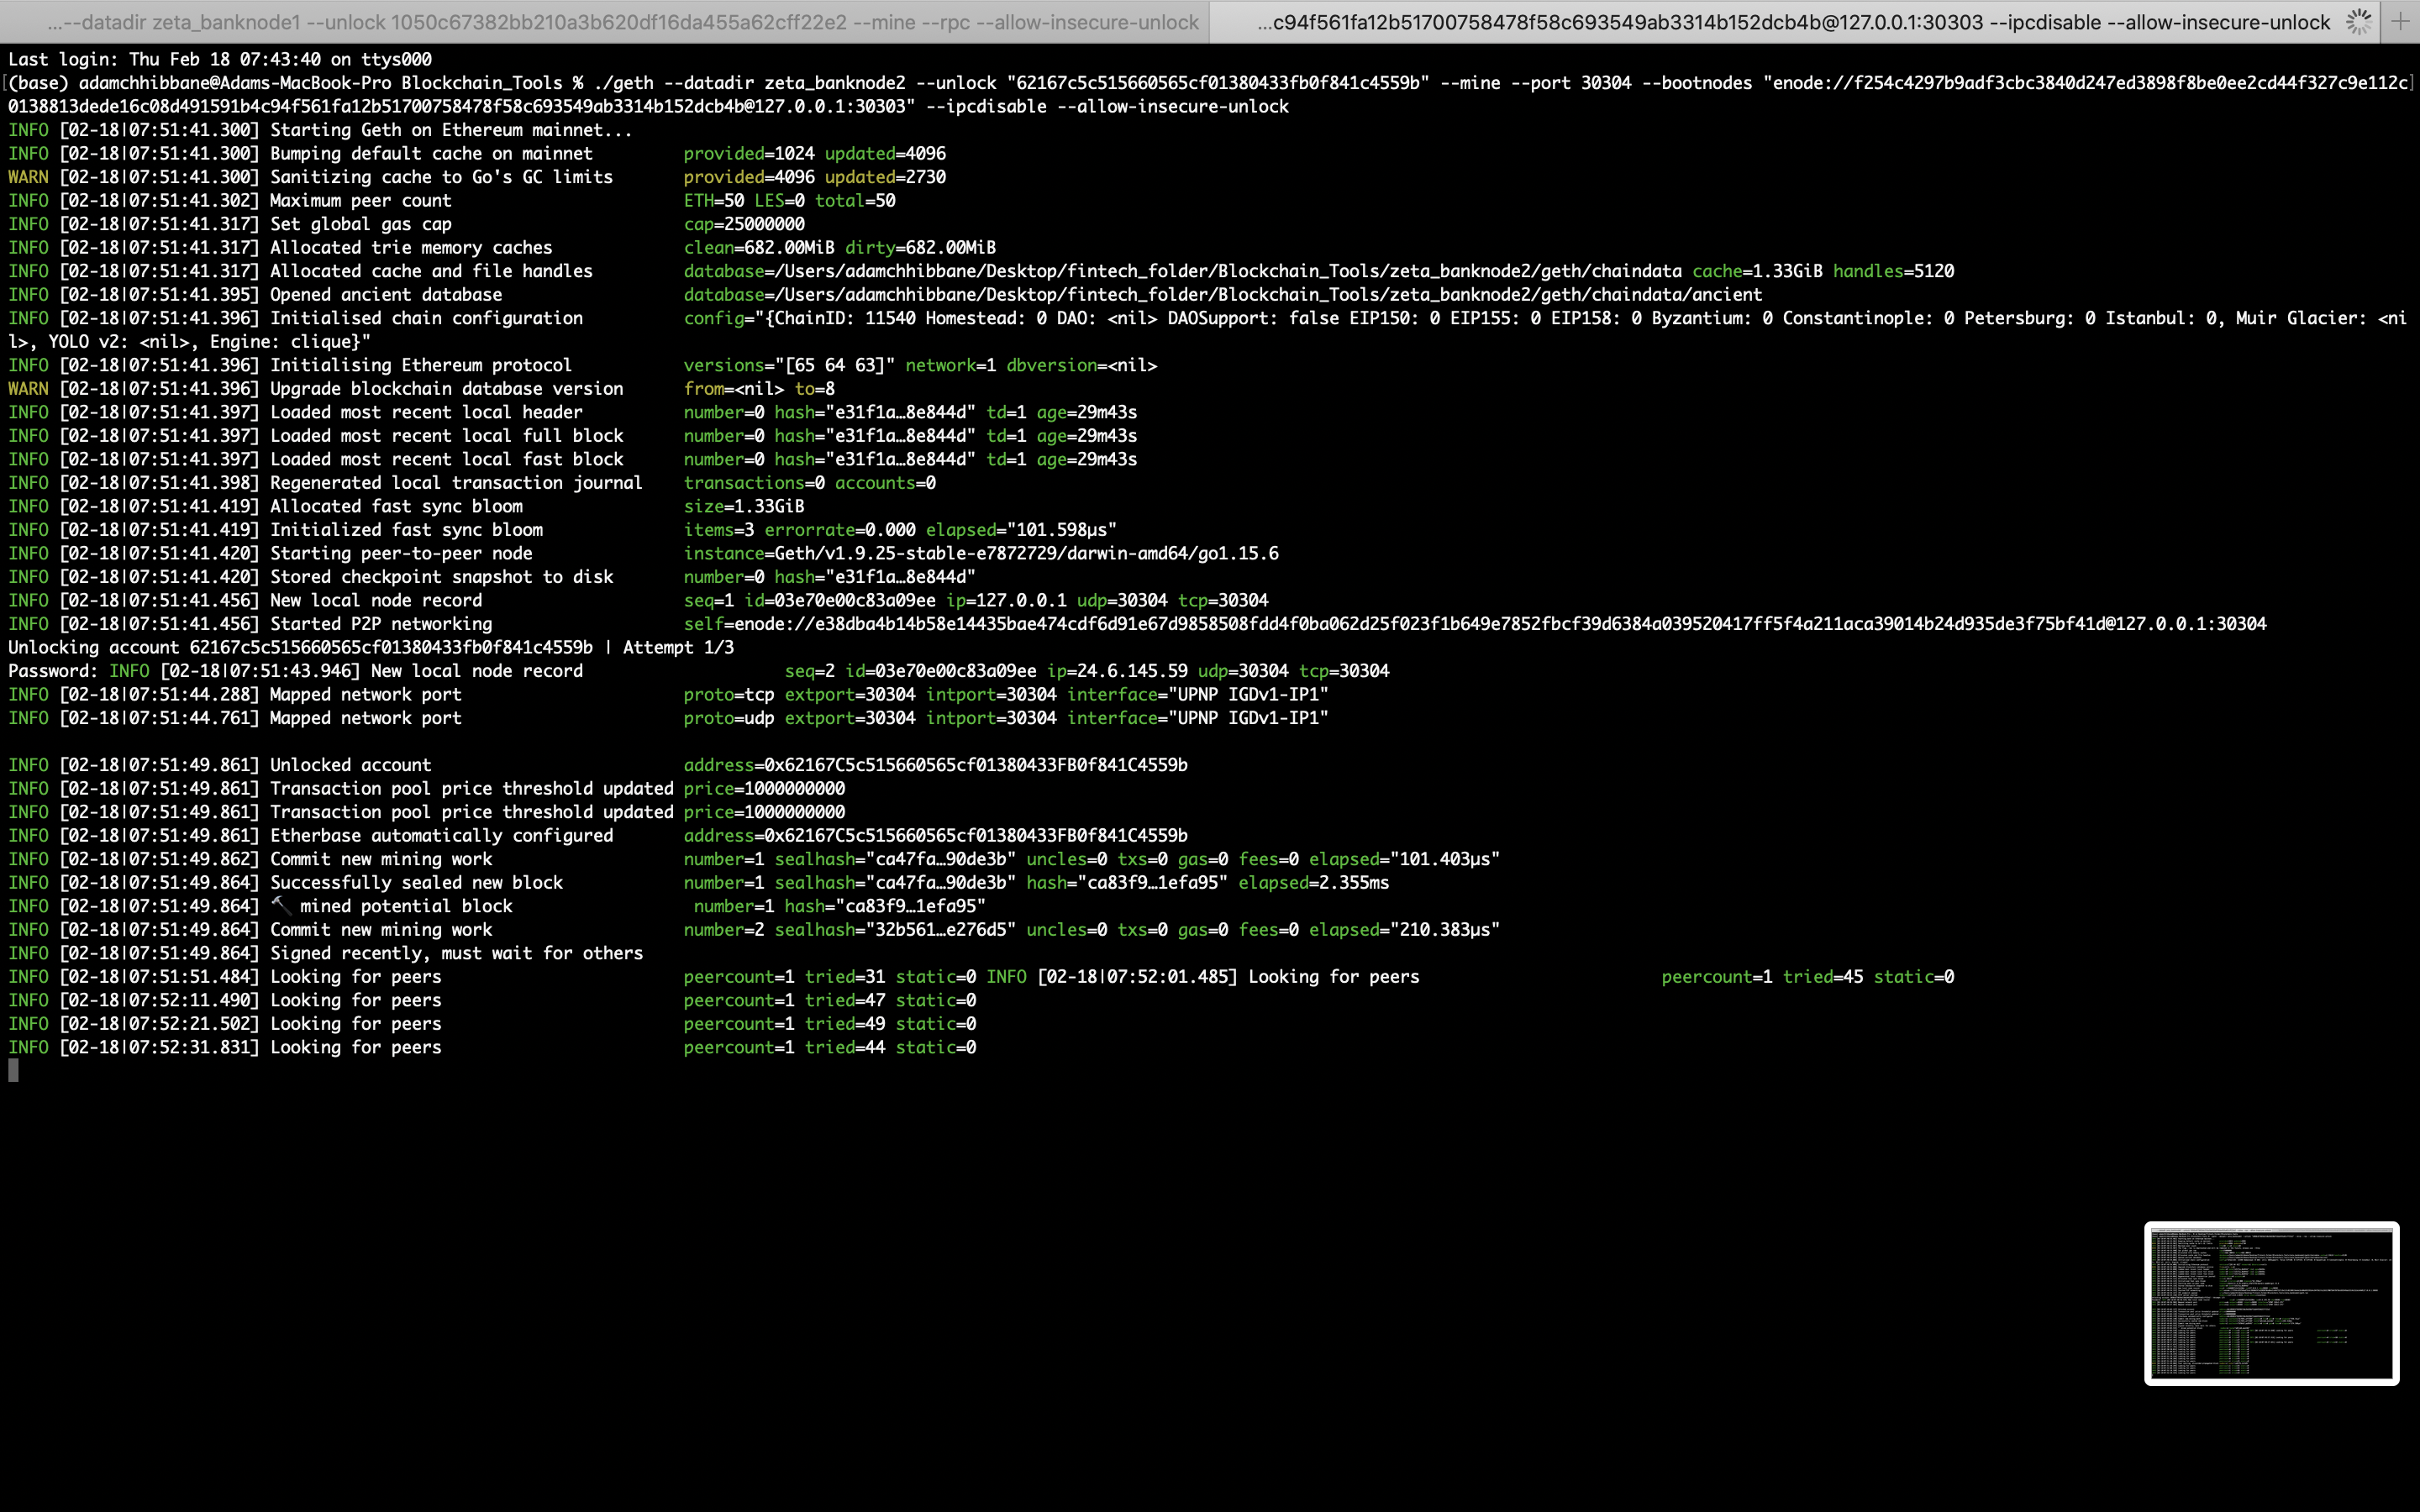 ...--datadir zeta_banknode1 --unlock 1050c67382bb210a3b620df16da455a62cff22e2 --mine --rpc --allow-insecure-unlock
...c94f561fa12b51700758478f58c693549ab3314b152dcb4b@127.0.0.1:30303 --ipcdisable --allow-insecure-unlock
Last login: Thu Feb 18 07:43:40 on ttys000
(base) adamchhibbane@Adams-MacBook-Pro Blockchain_Tools % ./geth --datadir zeta_banknode2 --unlock "62167c5c515660565cf01380433fb0f841c4559b" --mine --port 30304 --bootnodes "enode://f254c4297b9adf3cbc3840d247ed3898f8be0ee2cd44f327c9e112c
0138813dede16c08d491591b4c94f561fa12b51700758478f58c693549ab3314b152dcb4b@127.0.0.1:30303" --ipcdisable --allow-insecure-unlock
INFO [02-18|07:51:41.300] Starting Geth on Ethereum mainnet...
INFO [02-18|07:51:41.300] Bumping default cache on mainnet provided=1024 updated=4096
WARN [02-18|07:51:41.300] Sanitizing cache to Go's GC limits provided=4096 updated=2730
INFO [02-18|07:51:41.302] Maximum peer count ETH=50 LES=0 total=50
INFO [02-18|07:51:41.317] Set global gas cap cap=25000000
INFO [02-18|07:51:41.317] Allocated trie memory caches clean=682.00MiB dirty=682.00MiB
INFO [02-18|07:51:41.317] Allocated cache and file handles database=/Users/adamchhibbane/Desktop/fintech_folder/Blockchain_Tools/zeta_banknode2/geth/chaindata cache=1.33GiB handles=5120
INFO [02-18|07:51:41.395] Opened ancient database database=/Users/adamchhibbane/Desktop/fintech_folder/Blockchain_Tools/zeta_banknode2/geth/chaindata/ancient
INFO [02-18|07:51:41.396] Initialised chain configuration config="{ChainID: 11540 Homestead: 0 DAO: <nil> DAOSupport: false EIP150: 0 EIP155: 0 EIP158: 0 Byzantium: 0 Constantinople: 0 Petersburg: 0 Istanbul: 0, Muir Glacier: <ni
l>, YOLO v2: <nil>, Engine: clique}"
INFO [02-18|07:51:41.396] Initialising Ethereum protocol versions="[65 64 63]" network=1 dbversion=<nil>
WARN [02-18|07:51:41.396] Upgrade blockchain database version from=<nil> to=8
INFO [02-18|07:51:41.397] Loaded most recent local header number=0 hash="e31f1a…8e844d" td=1 age=29m43s
INFO [02-18|07:51:41.397] Loaded most recent local full block number=0 hash="e31f1a…8e844d" td=1 age=29m43s
INFO [02-18|07:51:41.397] Loaded most recent local fast block number=0 hash="e31f1a…8e844d" td=1 age=29m43s
INFO [02-18|07:51:41.398] Regenerated local transaction journal transactions=0 accounts=0
INFO [02-18|07:51:41.419] Allocated fast sync bloom size=1.33GiB
INFO [02-18|07:51:41.419] Initialized fast sync bloom items=3 errorrate=0.000 elapsed="101.598µs"
INFO [02-18|07:51:41.420] Starting peer-to-peer node instance=Geth/v1.9.25-stable-e7872729/darwin-amd64/go1.15.6
INFO [02-18|07:51:41.420] Stored checkpoint snapshot to disk number=0 hash="e31f1a…8e844d"
INFO [02-18|07:51:41.456] New local node record seq=1 id=03e70e00c83a09ee ip=127.0.0.1 udp=30304 tcp=30304
INFO [02-18|07:51:41.456] Started P2P networking self=enode://e38dba4b14b58e14435bae474cdf6d91e67d9858508fdd4f0ba062d25f023f1b649e7852fbcf39d6384a039520417ff5f4a211aca39014b24d935de3f75bf41d@127.0.0.1:30304
Unlocking account 62167c5c515660565cf01380433fb0f841c4559b | Attempt 1/3
Password: INFO [02-18|07:51:43.946] New local node record seq=2 id=03e70e00c83a09ee ip=24.6.145.59 udp=30304 tcp=30304
INFO [02-18|07:51:44.288] Mapped network port proto=tcp extport=30304 intport=30304 interface="UPNP IGDv1-IP1"
INFO [02-18|07:51:44.761] Mapped network port proto=udp extport=30304 intport=30304 interface="UPNP IGDv1-IP1"
INFO [02-18|07:51:49.861] Unlocked account address=0x62167C5c515660565cf01380433FB0f841C4559b
INFO [02-18|07:51:49.861] Transaction pool price threshold updated price=1000000000
INFO [02-18|07:51:49.861] Transaction pool price threshold updated price=1000000000
INFO [02-18|07:51:49.861] Etherbase automatically configured address=0x62167C5c515660565cf01380433FB0f841C4559b
INFO [02-18|07:51:49.862] Commit new mining work number=1 sealhash="ca47fa…90de3b" uncles=0 txs=0 gas=0 fees=0 elapsed="101.403µs"
INFO [02-18|07:51:49.864] Successfully sealed new block number=1 sealhash="ca47fa…90de3b" hash="ca83f9…1efa95" elapsed=2.355ms
INFO [02-18|07:51:49.864] 🔨 mined potential block number=1 hash="ca83f9…1efa95"
INFO [02-18|07:51:49.864] Commit new mining work number=2 sealhash="32b561…e276d5" uncles=0 txs=0 gas=0 fees=0 elapsed="210.383µs"
INFO [02-18|07:51:49.864] Signed recently, must wait for others
INFO [02-18|07:51:51.484] Looking for peers peercount=1 tried=31 static=0 INFO [02-18|07:52:01.485] Looking for peers peercount=1 tried=45 static=0
INFO [02-18|07:52:11.490] Looking for peers peercount=1 tried=47 static=0
INFO [02-18|07:52:21.502] Looking for peers peercount=1 tried=49 static=0
INFO [02-18|07:52:31.831] Looking for peers peercount=1 tried=44 static=0